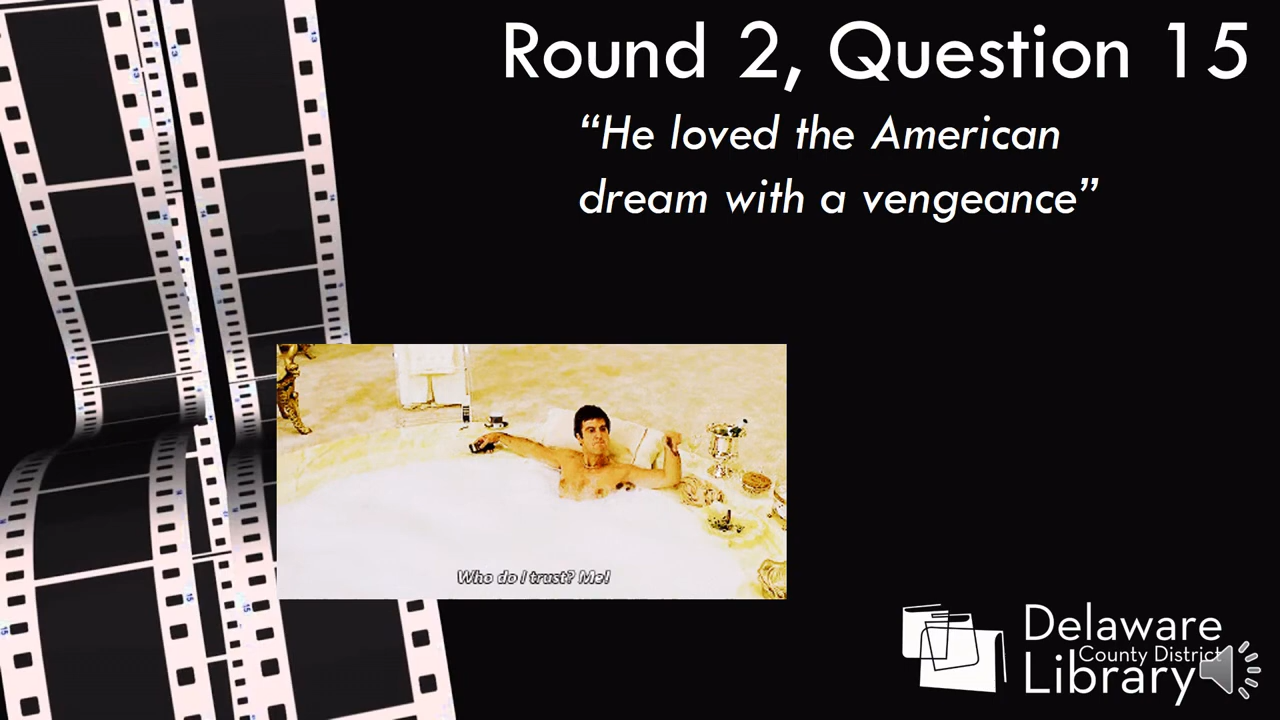 Round 2, Question 15
“He loved the American
dream with a vengeance”
Who do I trust? Me!
Delaware
County District
Library